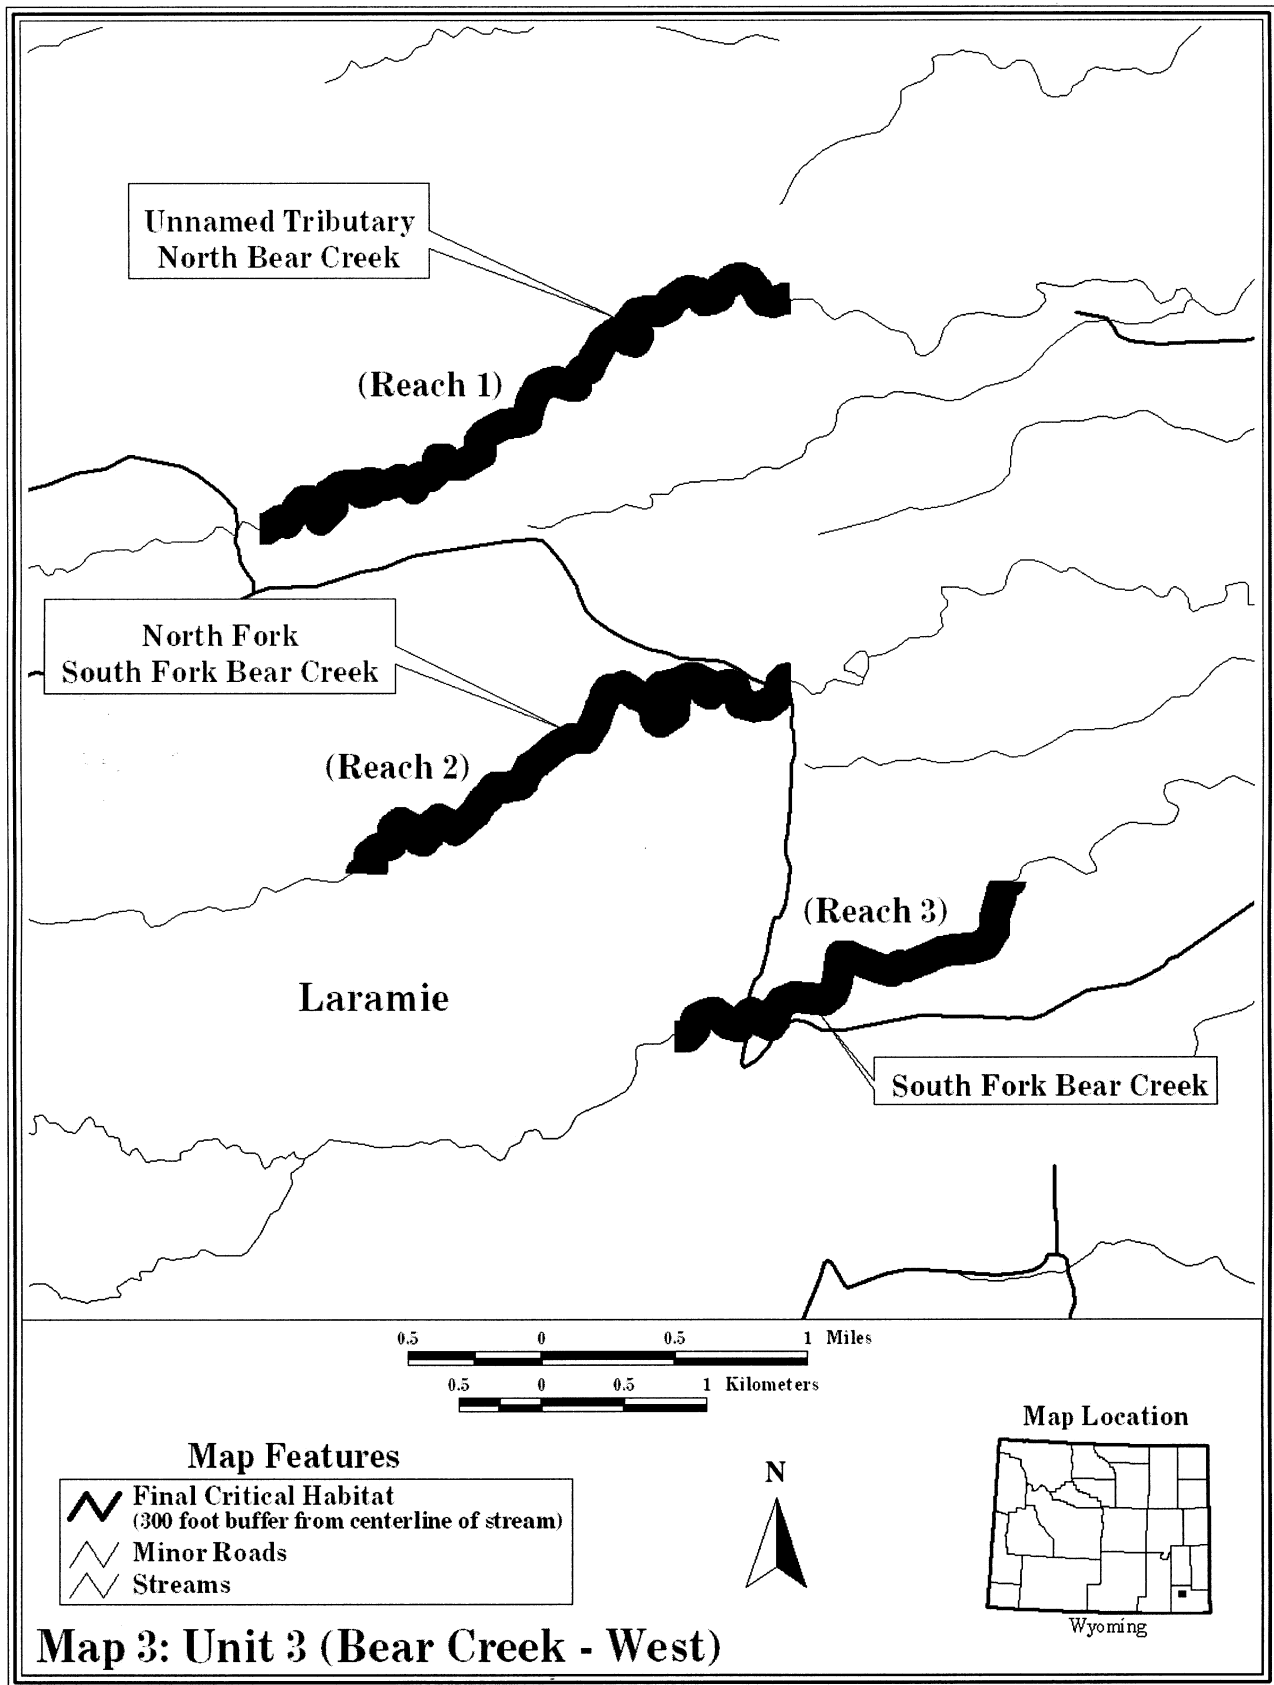 Unnamed Tributary
North Bear Creek
(Reach 1)
North Fork
South Fork Bear Creek
(Reach 2)
(Reach 3)
Laramie
South Fork Bear Creek
0.5 0 0.5 1 Miles
0.5 0 0.5 1 Kilometers
Map Location
Map Features
N
Final Critical Habitat
(300 foot buffer from centerline of stream)
Minor Roads
Streams
Wyoming
Map 3: Unit 3 (Bear Creek - West)